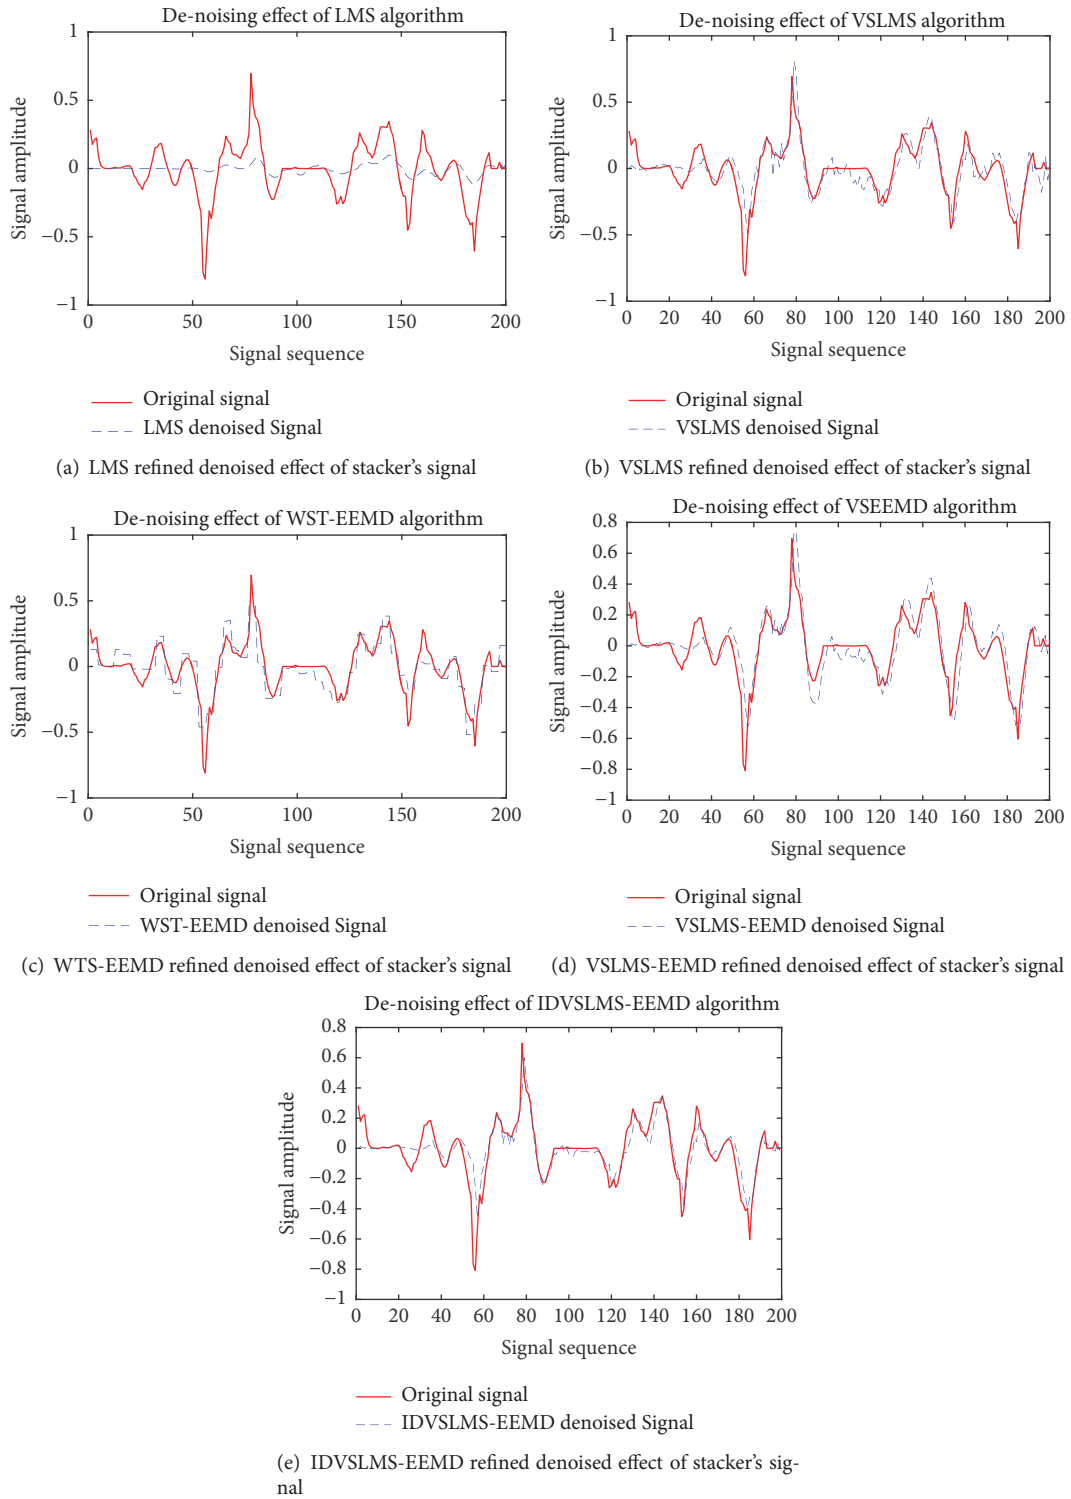 De-noising effect of LMS algorithm
1
0.5
0
−0.5
−1
Signal amplitude
0 50 100 150 200
Signal sequence
Original signal
LMS denoised Signal
(a) LMS refined denoised effect of stacker’s signal
De-noising effect of VSLMS algorithm
1
0.5
0
−0.5
−1
Signal amplitude
0 20 40 60 80 100 120 140 160 180 200
Signal sequence
Original signal
VSLMS denoised Signal
(b) VSLMS refined denoised effect of stacker’s signal
De-noising effect of WST-EEMD algorithm
1
0.5
0
−0.5
−1
Signal amplitude
0 50 100 150 200
Signal sequence
Original signal
WST-EEMD denoised Signal
(c) WTS-EEMD refined denoised effect of stacker’s signal
De-noising effect of VSEEMD algorithm
0.8
0.6
0.4
0.2
0
−0.2
−0.4
−0.6
−0.8
−1
Signal amplitude
0 20 40 60 80 100 120 140 160 180 200
Signal sequence
Original signal
VSLMS-EEMD denoised Signal
(d) VSLMS-EEMD refined denoised effect of stacker’s signal
De-noising effect of IDVSLMS-EEMD algorithm
0.8
0.6
0.4
0.2
0
−0.2
−0.4
−0.6
−0.8
−1
Signal amplitude
0 20 40 60 80 100 120 140 160 180 200
Signal sequence
Original signal
IDVSLMS-EEMD denoised Signal
(e) IDVSLMS-EEMD refined denoised effect of stacker’s sig-
nal